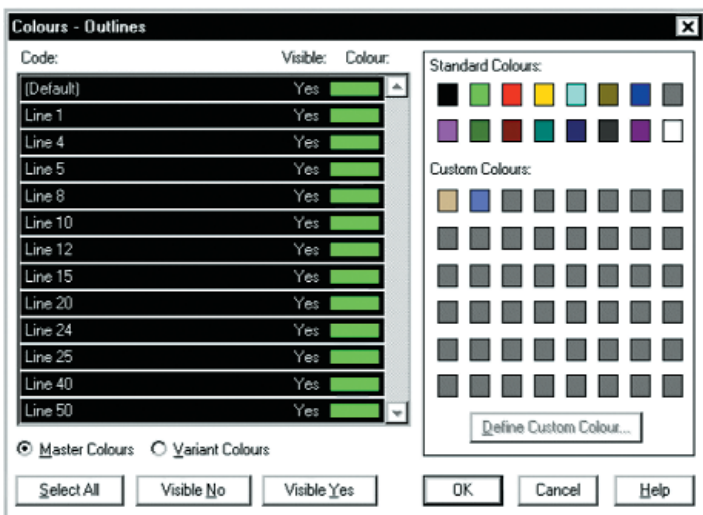 Colours - Outlines
Code: Visible: Colour:
(Default) Yes
Line 1 Yes
Line 4 Yes
Line 5 Yes
Line 8 Yes
Line 10 Yes
Line 12 Yes
Line 15 Yes
Line 20 Yes
Line 24 Yes
Line 25 Yes
Line 40 Yes
Line 50 Yes
Master Colours Variant Colours
Select All Visible No Visible Yes
Standard Colours:
Custom Colours:
Define Custom Colour...
OK Cancel Help